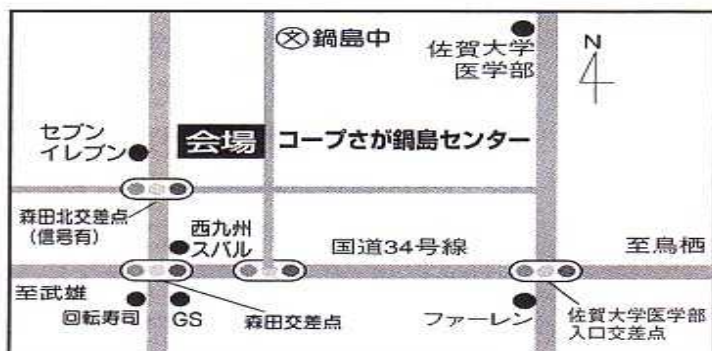 ㊛鍋島中
佐賀大学
医学部
N
セブン
イレブン
会場
コープさが鍋島センター
森田北交差点
(信号有)
西九州
スバル
国道34号線
至鳥栖
至武雄
回転寿司
GS
森田交差点
ファーレン
佐賀大学医学部
入口交差点